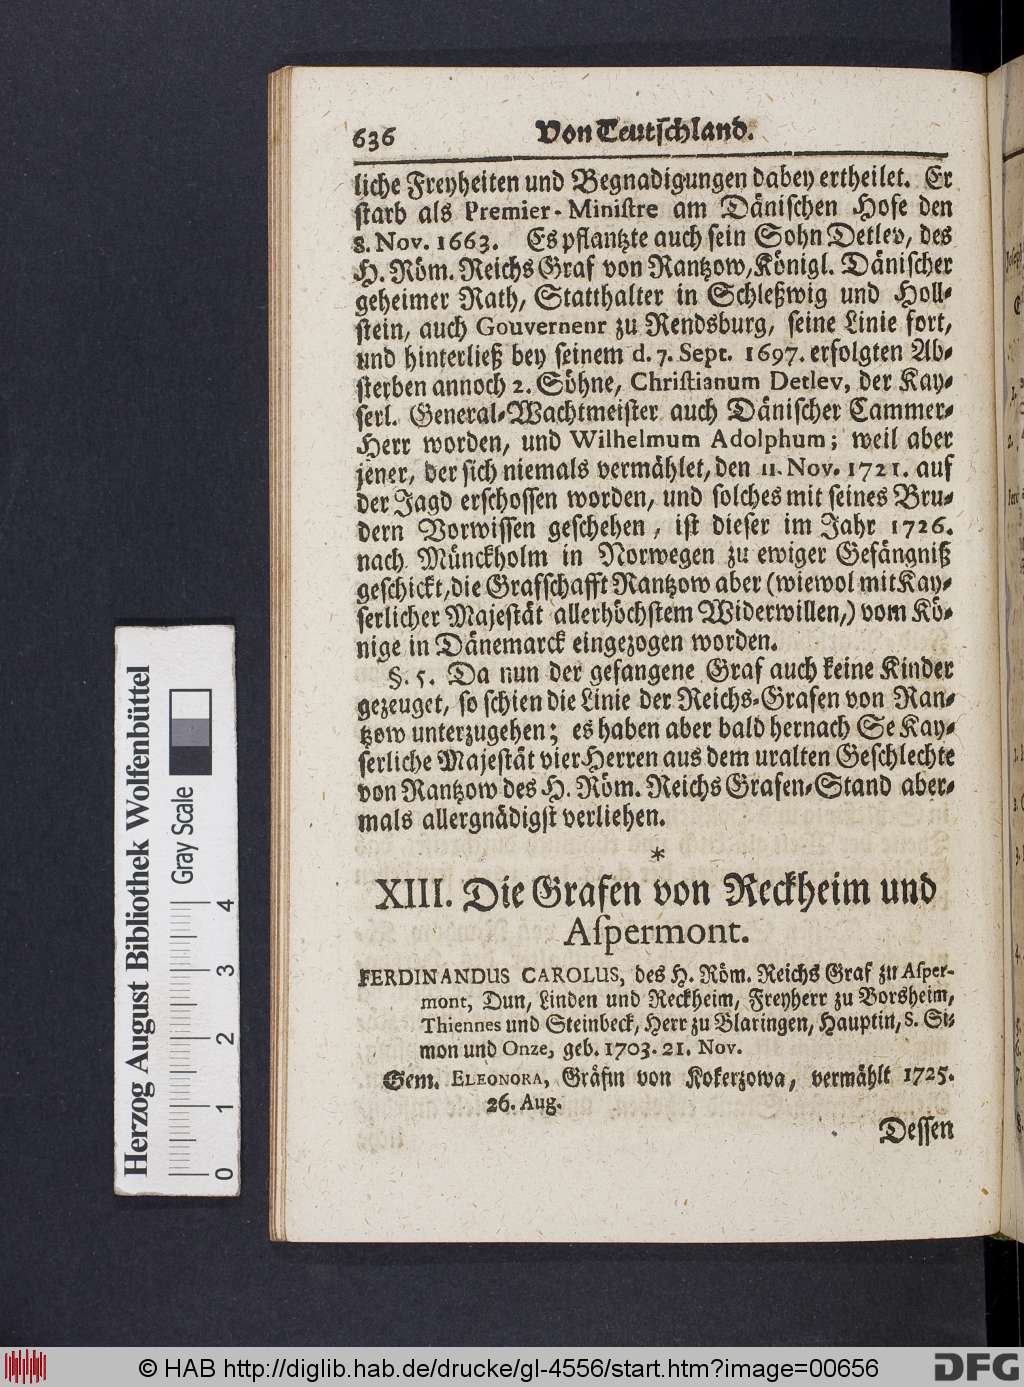 636 Von Teutſchland.
liche Freyheiten und Begnadigungen dabey ertheilet. Er
ſtarb als Premier-Miniſtre am Däniſchen Hofe den
8. Nov. 1663. Es pflantzte auch ſein Sohn Detlev, des
H. Röm. Reichs Graf von Rantzow, Königl. Däniſcher
geheimer Rath, Statthalter in Schleßwig und Holl-
ſtein, auch Gouvernenr zu Rendsburg, ſeine Linie fort,
und hinterließ bey ſeinem d. 7. Sept. 1697. erfolgten Ab-
ſterben annoch 2. Söhne, Chriſtianum Detlev, der Kay-
ſerl. General-Wachtmeiſter auch Däniſcher Cammer-
Herr worden, und Wilhelmum Adolphum; weil aber
jener, der ſich niemals vermählet, den 11. Nov. 1721. auf
der Jagd erſchoſſen worden, und ſolches mit ſeines Bru-
dern Vorwiſſen geſchehen, iſt dieſer im Jahr 1726.
nach Münckholm in Norwegen zu ewiger Gefängniß
geſchickt, die Grafſchafft Rantzow aber (wiewol mit Kay-
ſerlicher Majeſtät allerhöchſtem Widerwillen,) vom Kö-
nige in Dänemarck eingezogen worden.
§. 5. Da nun der gefangene Graf auch keine Kinder
gezeuget, ſo ſchien die Linie der Reichs-Grafen von Ran-
tzow unterzugehen; es haben aber bald hernach Se Kay-
ſerliche Majeſtät vier Herren aus dem uralten Geſchlechte
von Rantzow des H. Röm. Reichs Grafen-Stand aber-
mals allergnädigſt verliehen.
*
XIII. Die Grafen von Reckheim und
Aſpermont.
FERDINANDUS CAROLUS, des H. Röm. Reichs Graf zu Aſper-
mont, Dun, Linden und Reckheim, Freyherr zu Vorsheim,
Thiennes und Steinbeck, Herr zu Blaringen, Hauptin, S. Si-
mon und Onze, geb. 1703. 21. Nov.
Gem. ELEONORA, Gräfin von Kokerzowa, vermählt 1725.
26. Aug.
Deſſen
Herzog August Bibliothek Wolfenbüttel
Gray Scale
0 1 2 3 4
© HAB http://diglib.hab.de/drucke/gl-4556/start.htm?image=00656
DFG